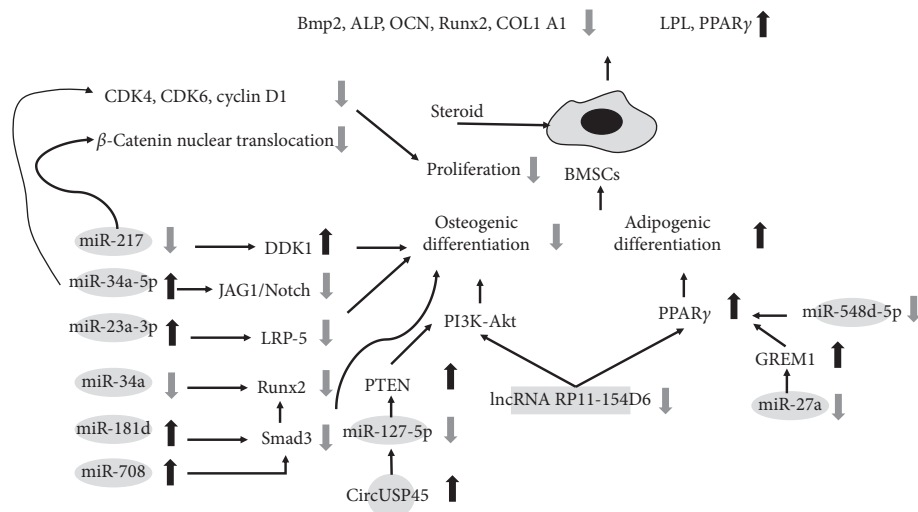 Bmp2, ALP, OCN, Runx2, COL1 A1
LPL, PPARγ
CDK4, CDK6, cyclin D1
Steroid
β-Catenin nuclear translocation
Proliferation
BMSCs
miR-217
DDK1
Osteogenic
differentiation
Adipogenic
differentiation
miR-34a-5p
JAG1/Notch
miR-23a-3p
LRP-5
PI3K-Akt
PPARγ
miR-548d-5p
GREM1
miR-34a
Runx2
PTEN
lncRNA RP11-154D6
miR-27a
miR-181d
Smad3
miR-127-5p
miR-708
CircUSP45